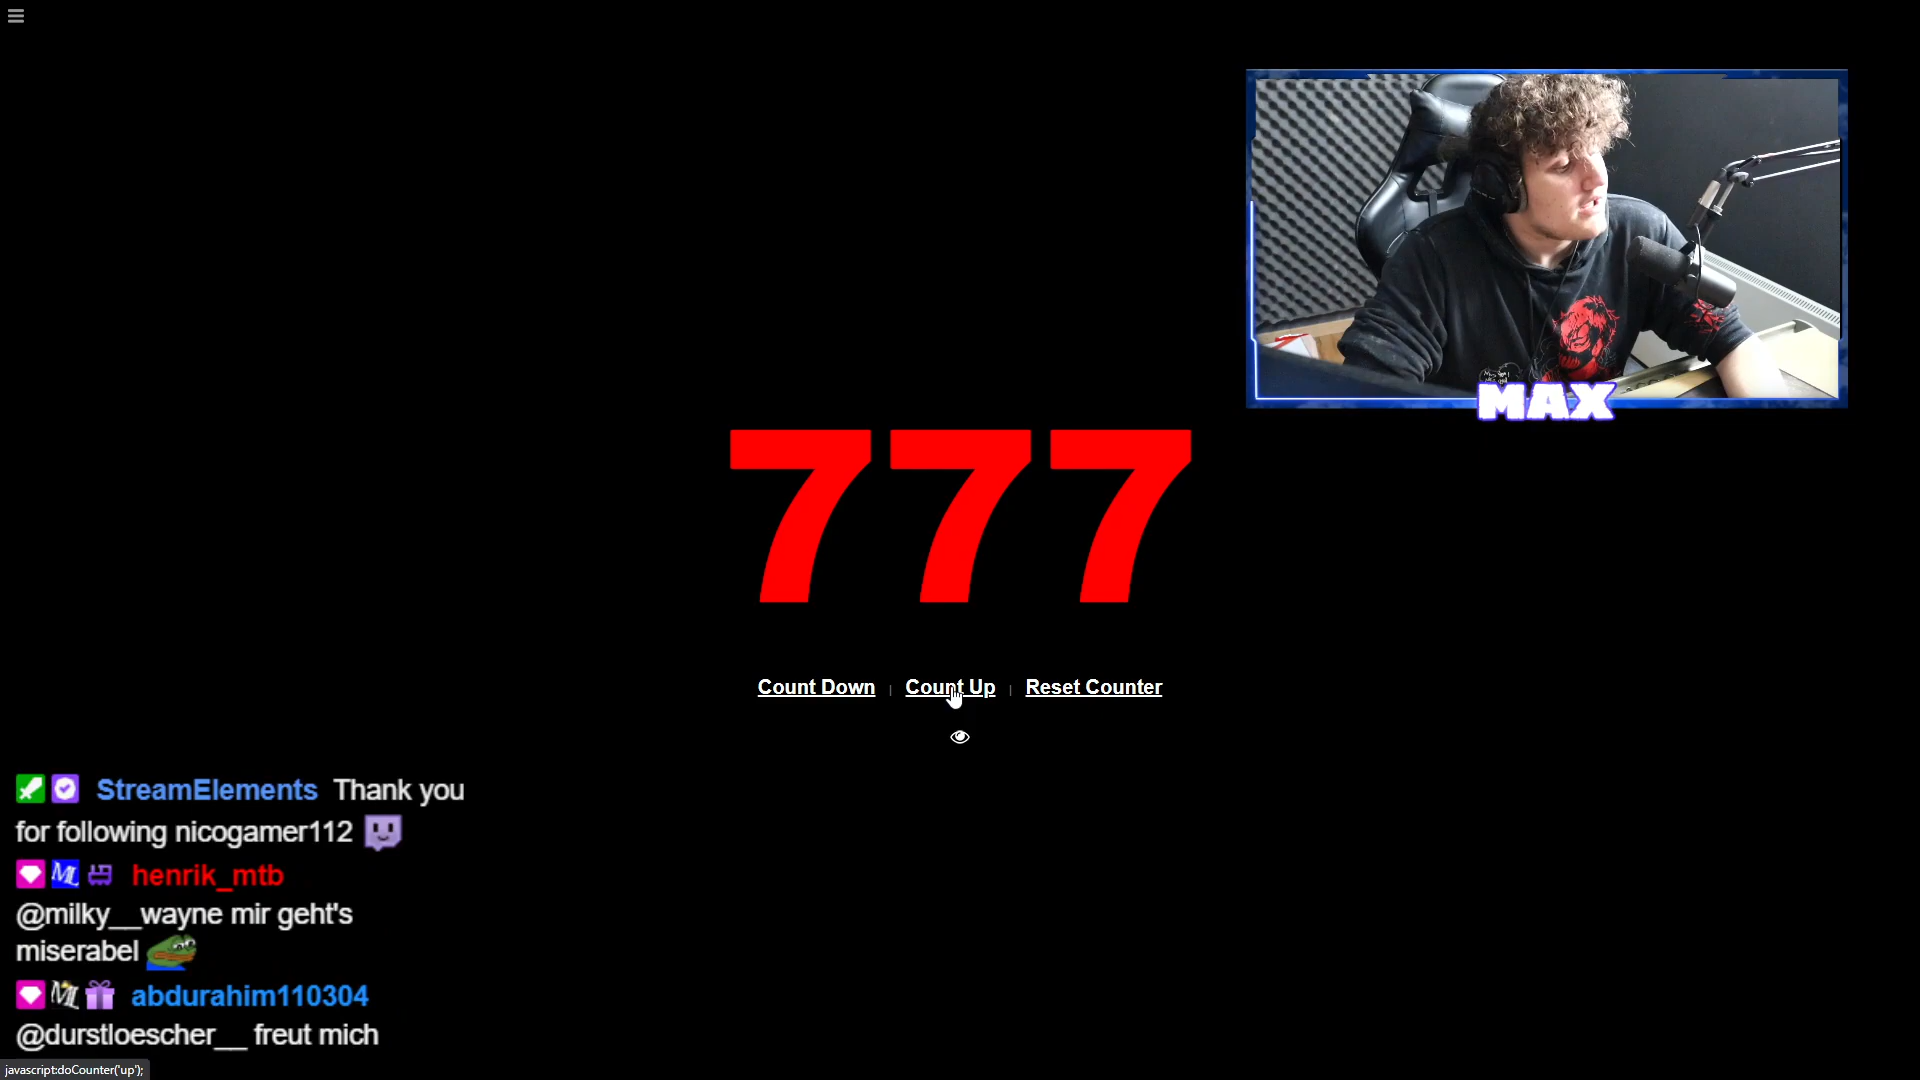 MAX
777
Count Down | Count Up | Reset Counter
StreamElements Thank you
for following nicogamer112
henrik_mtb
@milky__wayne mir geht's
miserabel
abdurahim110304
@durstloescher__ freut mich
javascript:doCounter('up');